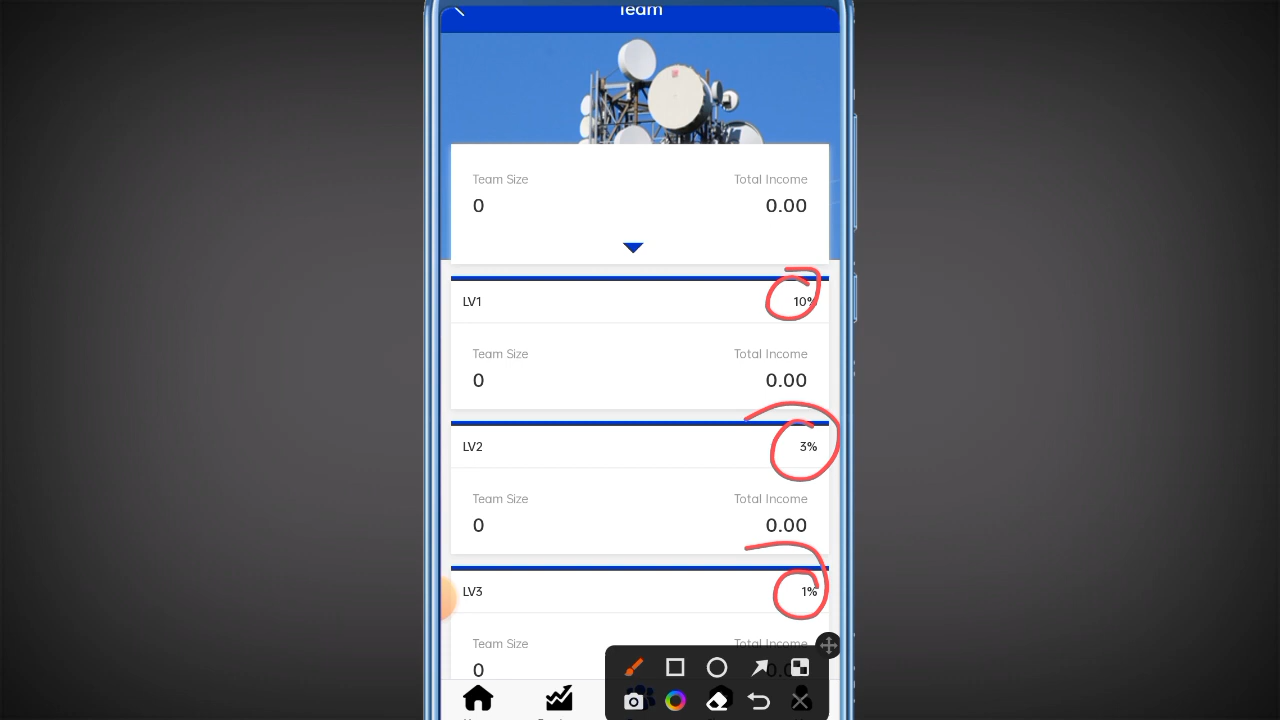 Team
Team Size
Total Income
0
0.00
LV1
10%
Team Size
Total Income
0
0.00
LV2
3%
Team Size
Total Income
0
0.00
LV3
1%
Team Size
Total Income
0